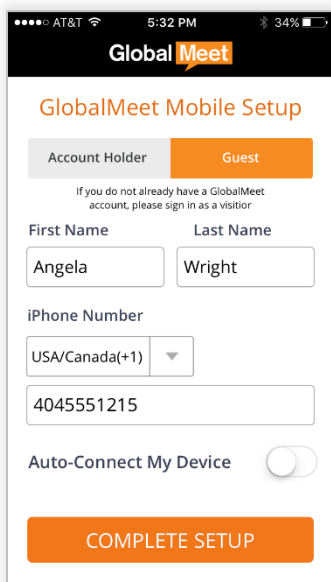 AT&T 5:32 PM 34%
Global Meet
GlobalMeet Mobile Setup
Account Holder Guest
If you do not already have a GlobalMeet
account, please sign in as a visitior
First Name Last Name
Angela Wright
iPhone Number
USA/Canada(+1)
4045551215
Auto-Connect My Device
COMPLETE SETUP